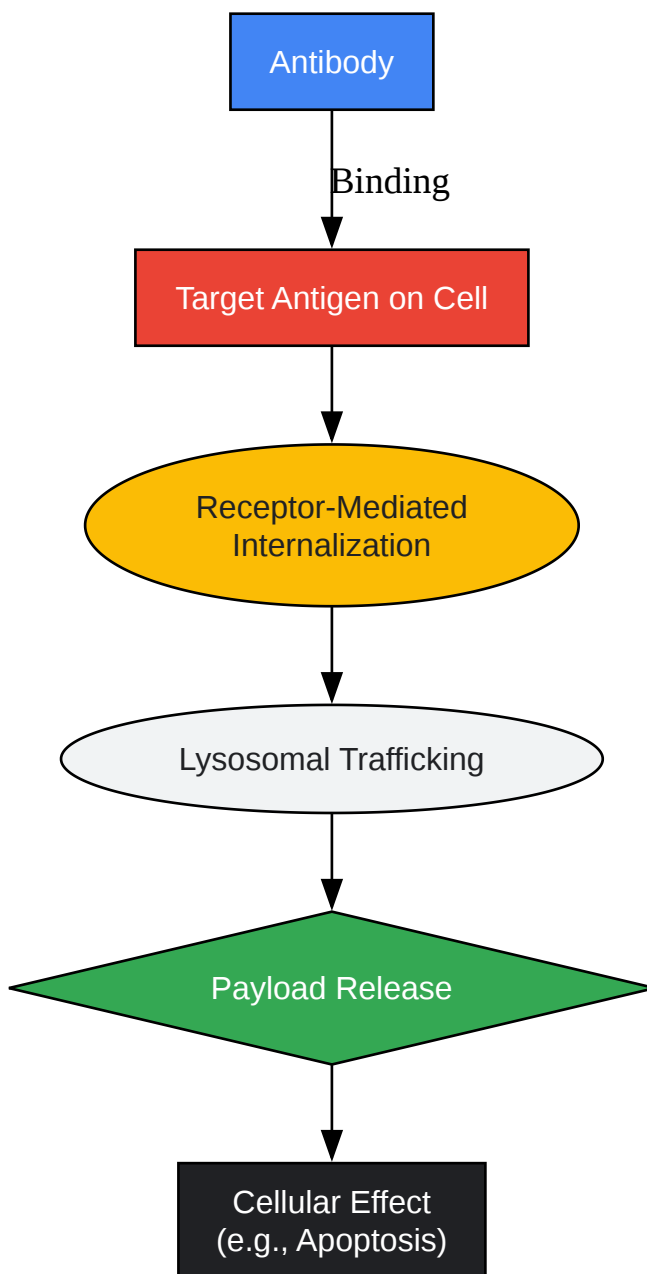 Antibody
Binding
Target Antigen on Cell
Receptor-Mediated
Internalization
Lysosomal Trafficking
Payload Release
Cellular Effect
(e.g., Apoptosis)